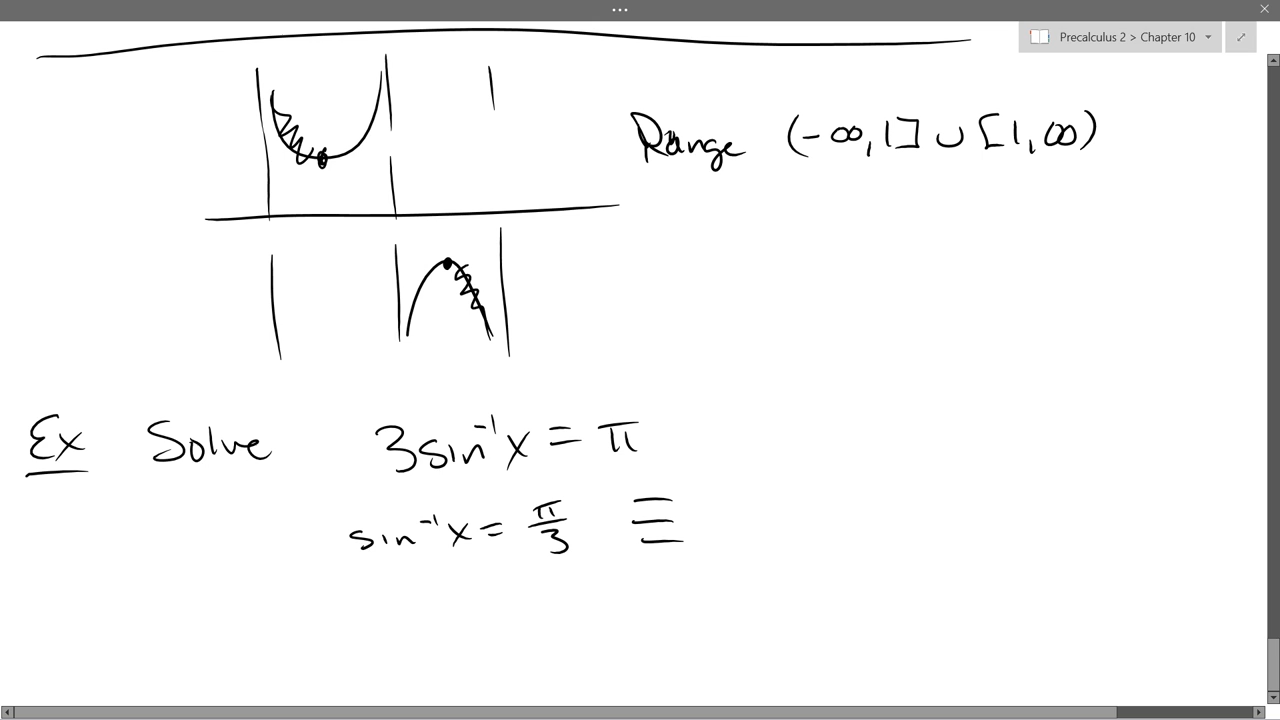 Precalculus 2 > Chapter 10
Range (-∞, 1] ∪ [1, ∞)
Ex Solve 3sin⁻¹x = π
sin⁻¹x = π/3 ≡